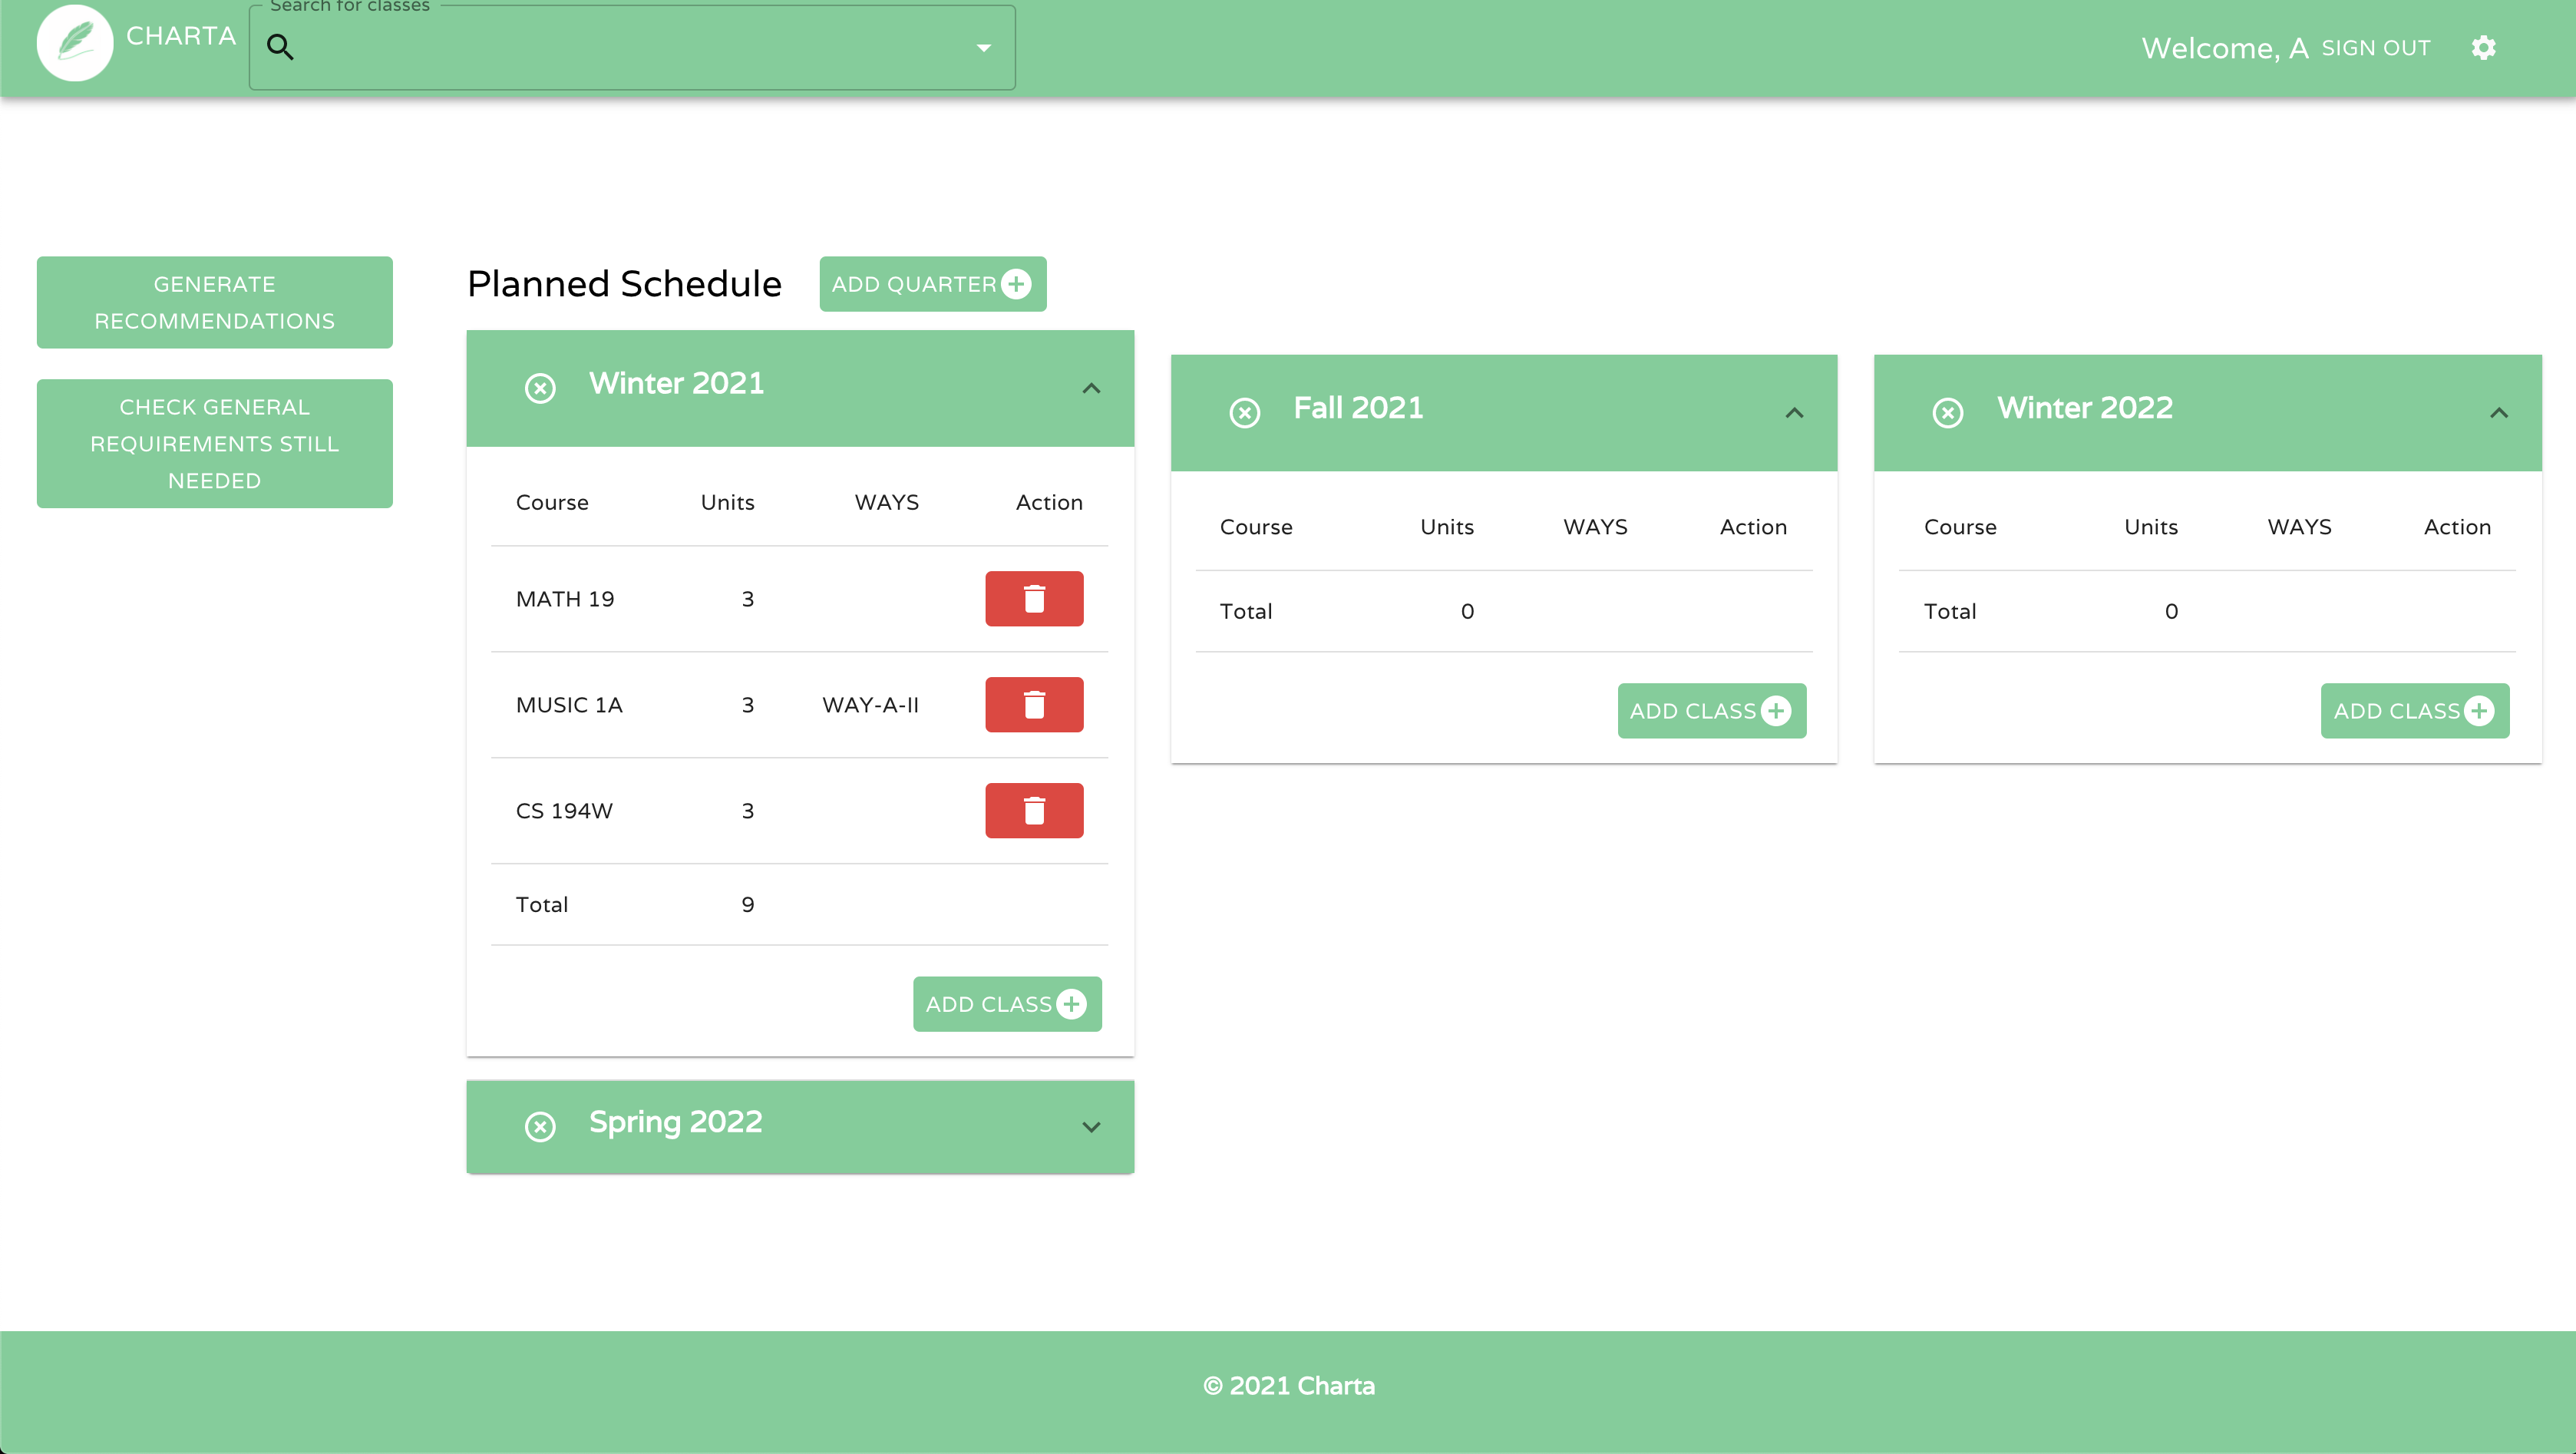 Search for classes
CHARTA
Welcome, A SIGN OUT
GENERATE
RECOMMENDATIONS
CHECK GENERAL
REQUIREMENTS STILL
NEEDED
Planned Schedule
ADD QUARTER
Winter 2021
Course Units WAYS Action
MATH 19 3
MUSIC 1A 3 WAY-A-II
CS 194W 3
Total 9
ADD CLASS
Fall 2021
Course Units WAYS Action
Total 0
ADD CLASS
Winter 2022
Course Units WAYS Action
Total 0
ADD CLASS
Spring 2022
© 2021 Charta